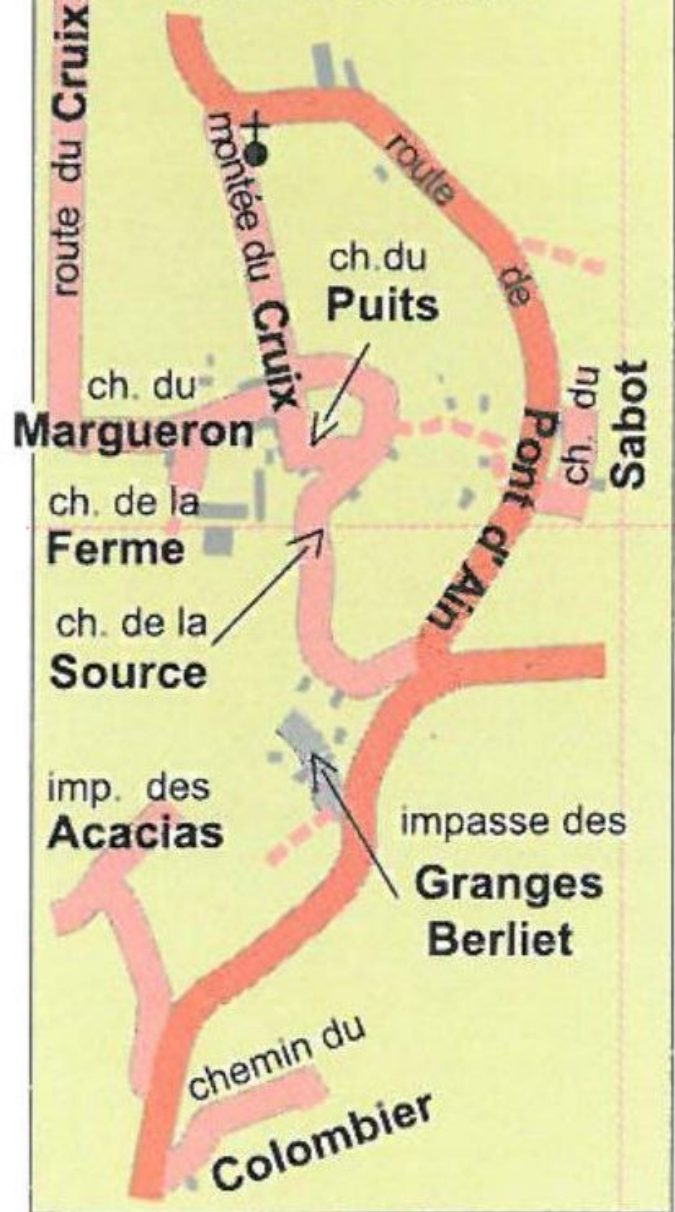 route du Cruix
montée du Cruix
route de Pont d'Ain
ch.du
Puits
ch. du
Margueron
ch. du
Sabot
ch. de la
Ferme
ch. de la
Source
imp. des
Acacias
impasse des
Granges
Berliet
chemin du
Colombier